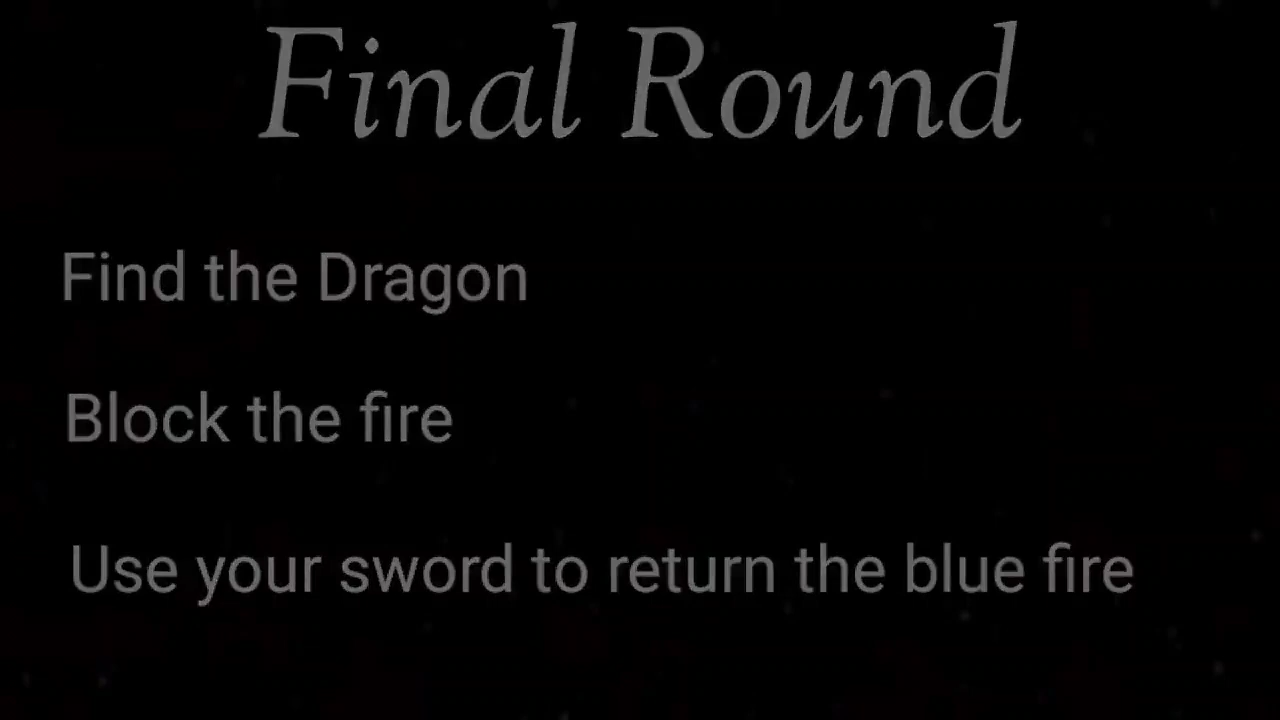 Final Round
Find the Dragon
Block the fire
Use your sword to return the blue fire